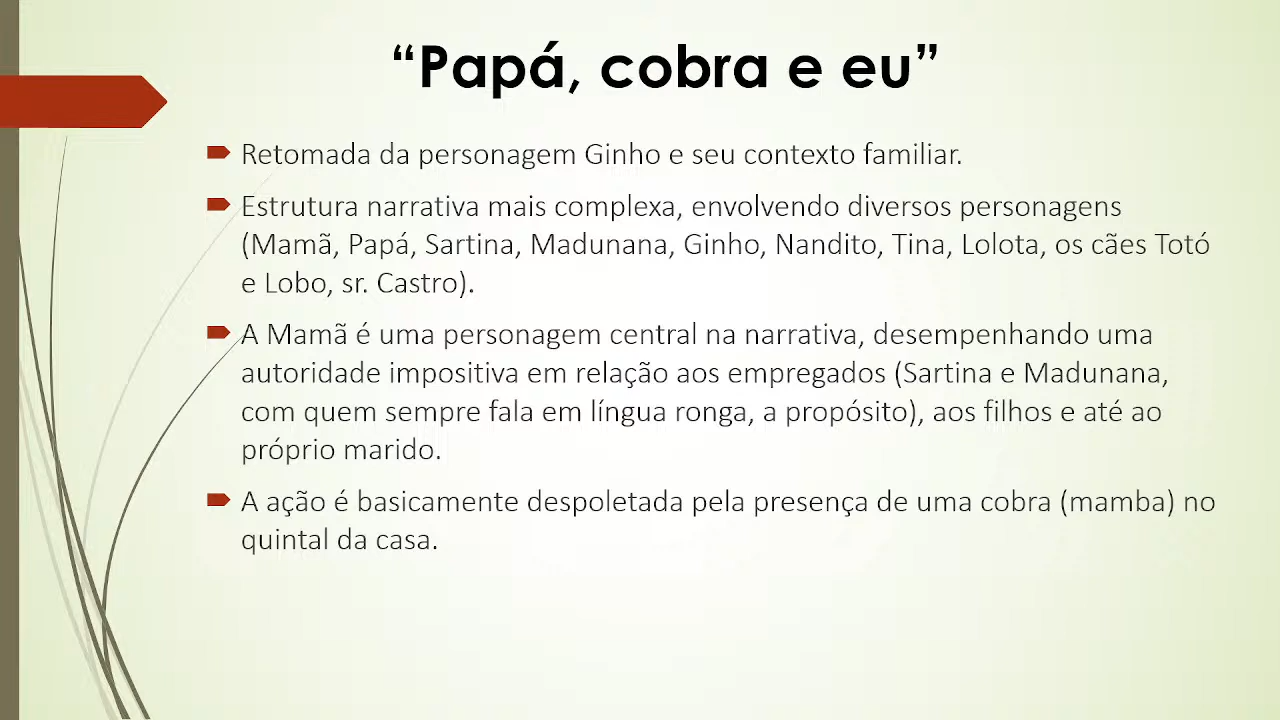 “Papá, cobra e eu”
Retomada da personagem Ginho e seu contexto familiar.
Estrutura narrativa mais complexa, envolvendo diversos personagens
(Mamã, Papá, Sartina, Madunana, Ginho, Nandito, Tina, Lolota, os cães Totó
e Lobo, sr. Castro).
A Mamã é uma personagem central na narrativa, desempenhando uma
autoridade impositiva em relação aos empregados (Sartina e Madunana,
com quem sempre fala em língua ronga, a propósito), aos filhos e até ao
próprio marido.
A ação é basicamente despoletada pela presença de uma cobra (mamba) no
quintal da casa.